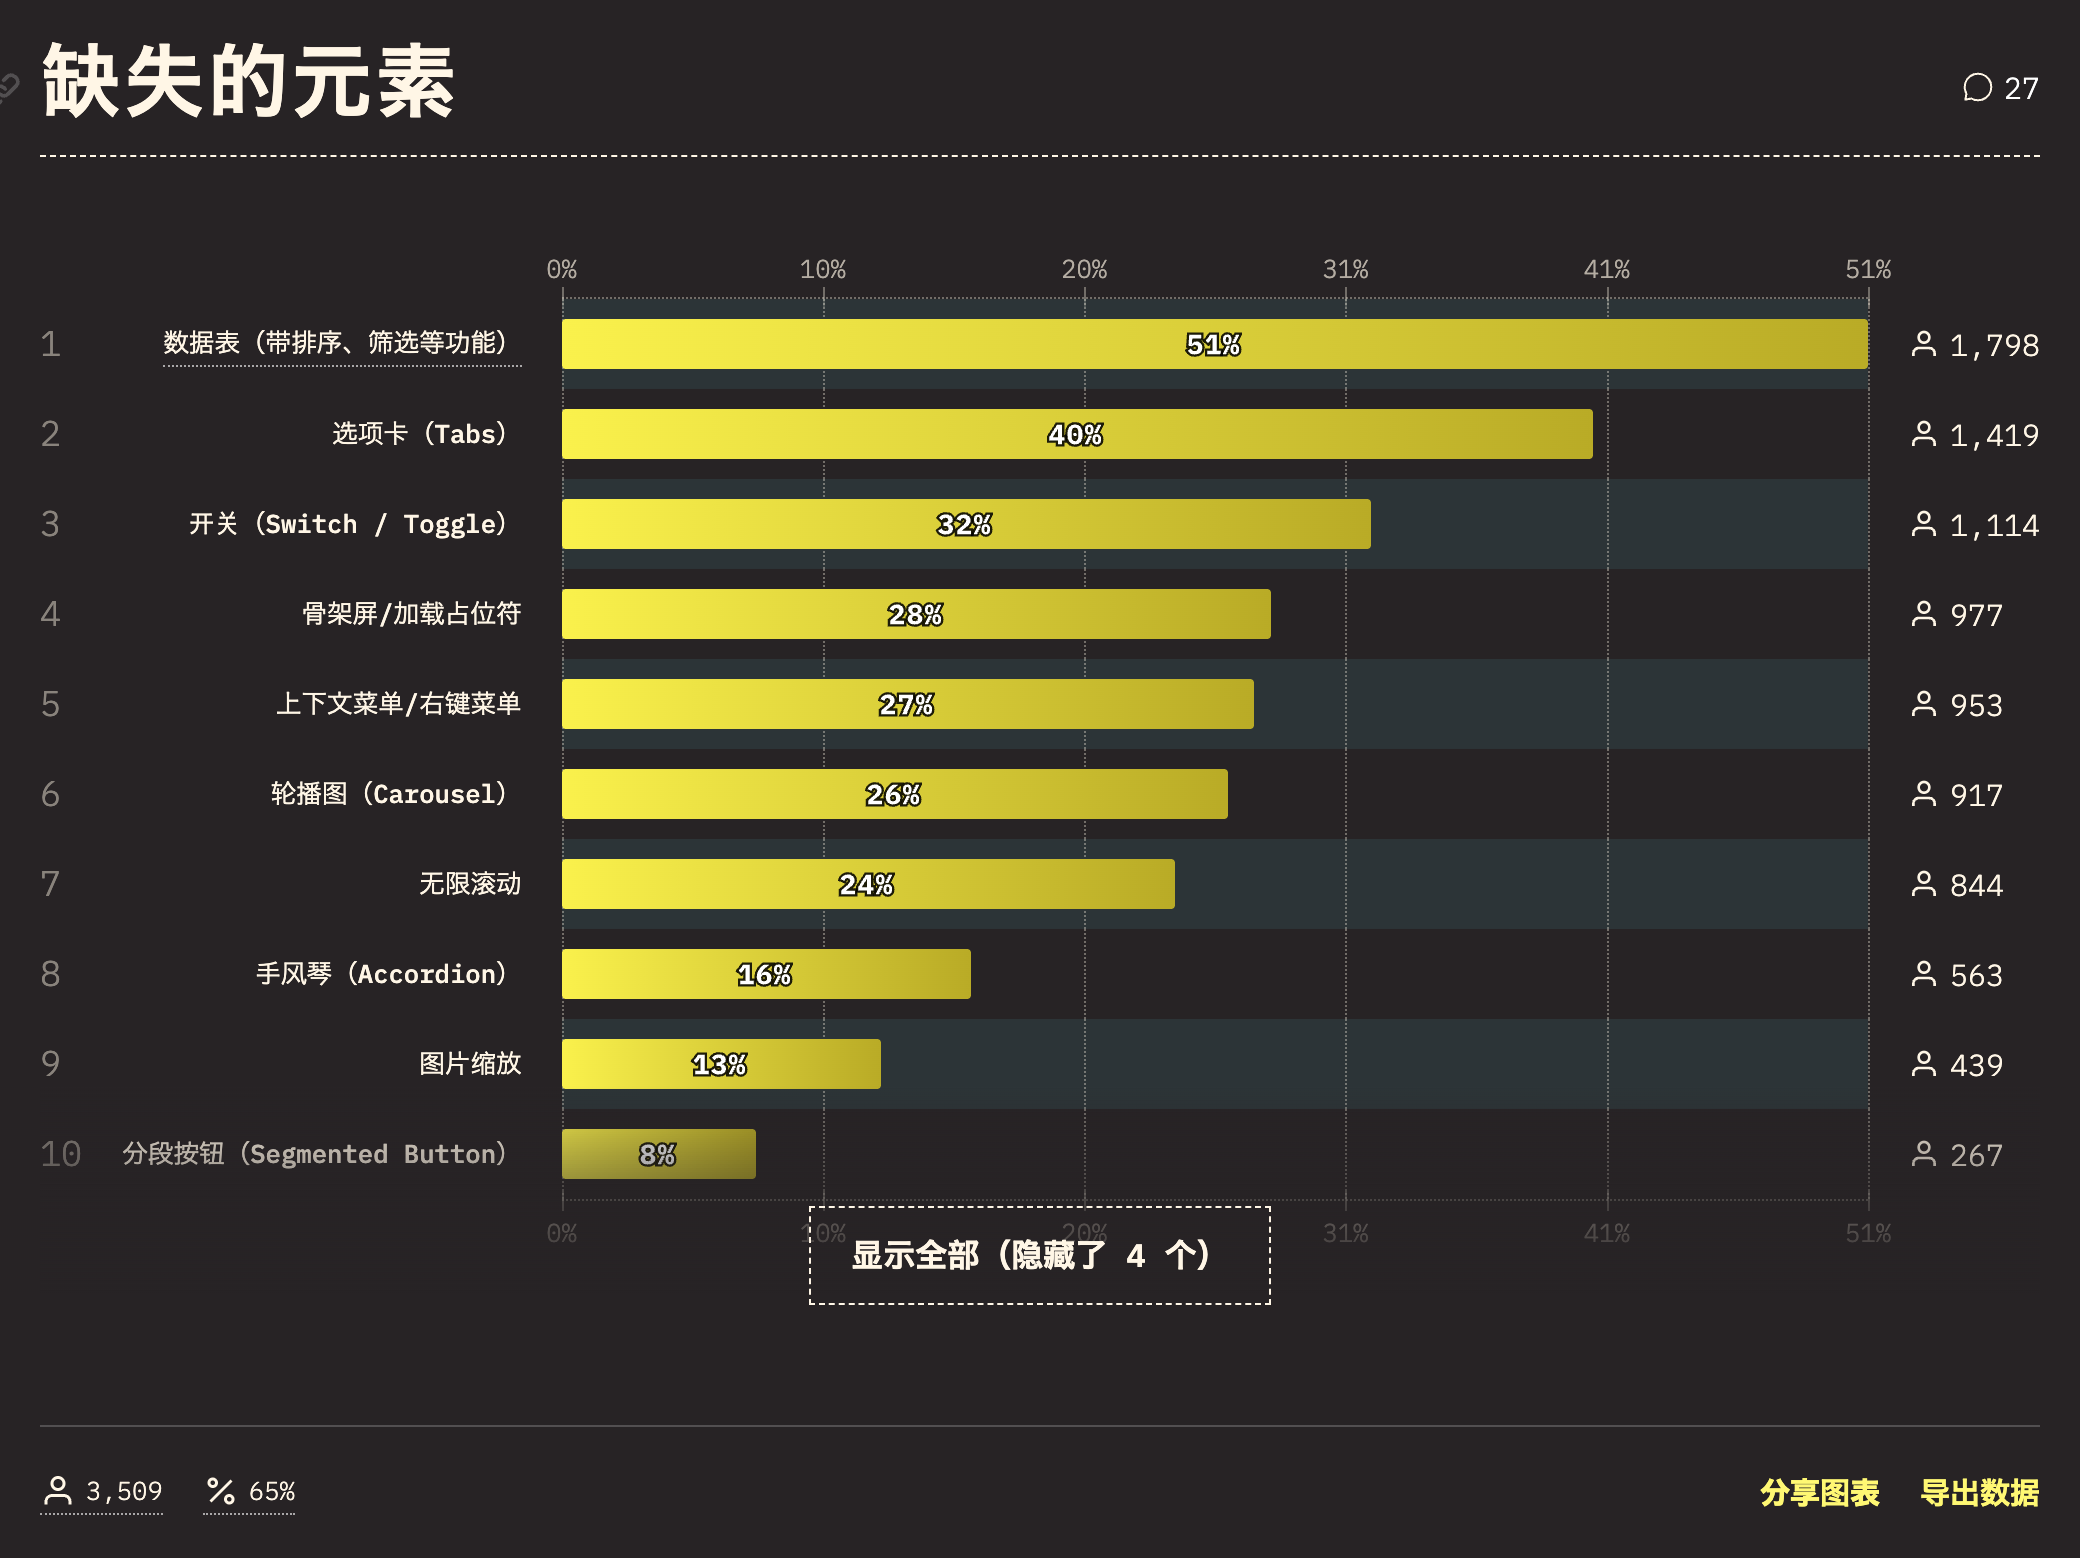 缺失的元素
27
0% 10% 20% 31% 41% 51%
1 数据表（带排序、筛选等功能） 51% 1,798
2 选项卡（Tabs） 40% 1,419
3 开关（Switch / Toggle） 32% 1,114
4 骨架屏/加载占位符 28% 977
5 上下文菜单/右键菜单 27% 953
6 轮播图（Carousel） 26% 917
7 无限滚动 24% 844
8 手风琴（Accordion） 16% 563
9 图片缩放 13% 439
10 分段按钮（Segmented Button） 8% 267
0% 10% 20% 31% 41% 51%
显示全部（隐藏了 4 个）
3,509 65%
分享图表 导出数据